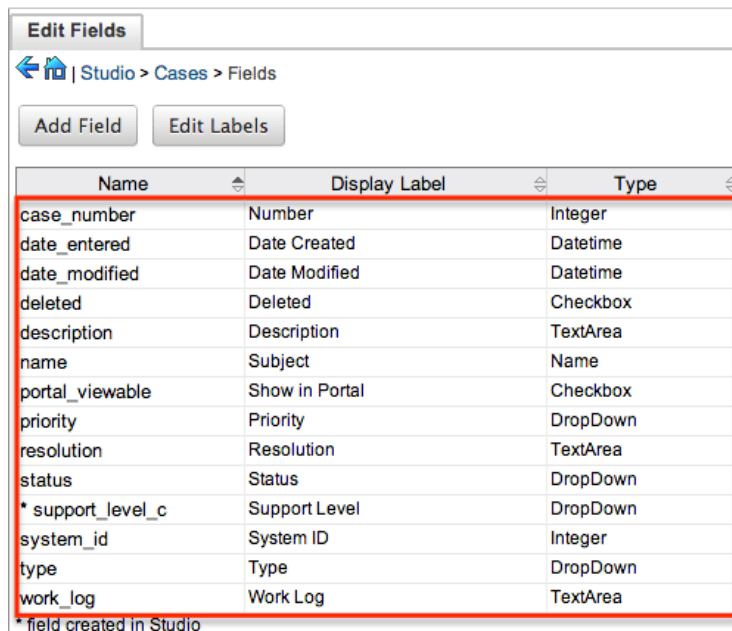 Edit Fields
| Studio > Cases > Fields
Add Field Edit Labels
Name Display Label Type
case_number Number Integer
date_entered Date Created Datetime
date_modified Date Modified Datetime
deleted Deleted Checkbox
description Description TextArea
name Subject Name
portal_viewable Show in Portal Checkbox
priority Priority DropDown
resolution Resolution TextArea
status Status DropDown
* support_level_c Support Level DropDown
system_id System ID Integer
type Type DropDown
work_log Work Log TextArea
* field created in Studio